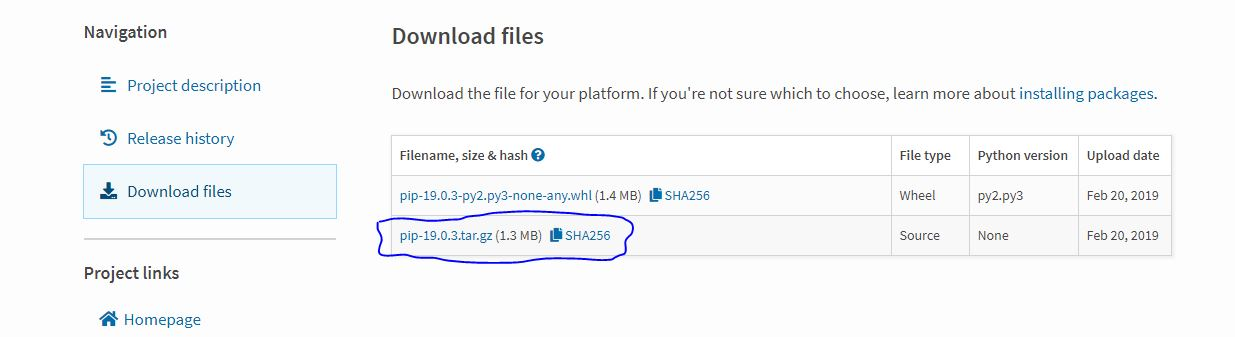 Navigation
Project description
Release history
Download files
Project links
Homepage
Download files
Download the file for your platform. If you're not sure which to choose, learn more about installing packages.
Filename, size & hash ? File type Python version Upload date
pip-19.0.3-py2.py3-none-any.whl (1.4 MB) SHA256 Wheel py2.py3 Feb 20, 2019
pip-19.0.3.tar.gz (1.3 MB) SHA256 Source None Feb 20, 2019